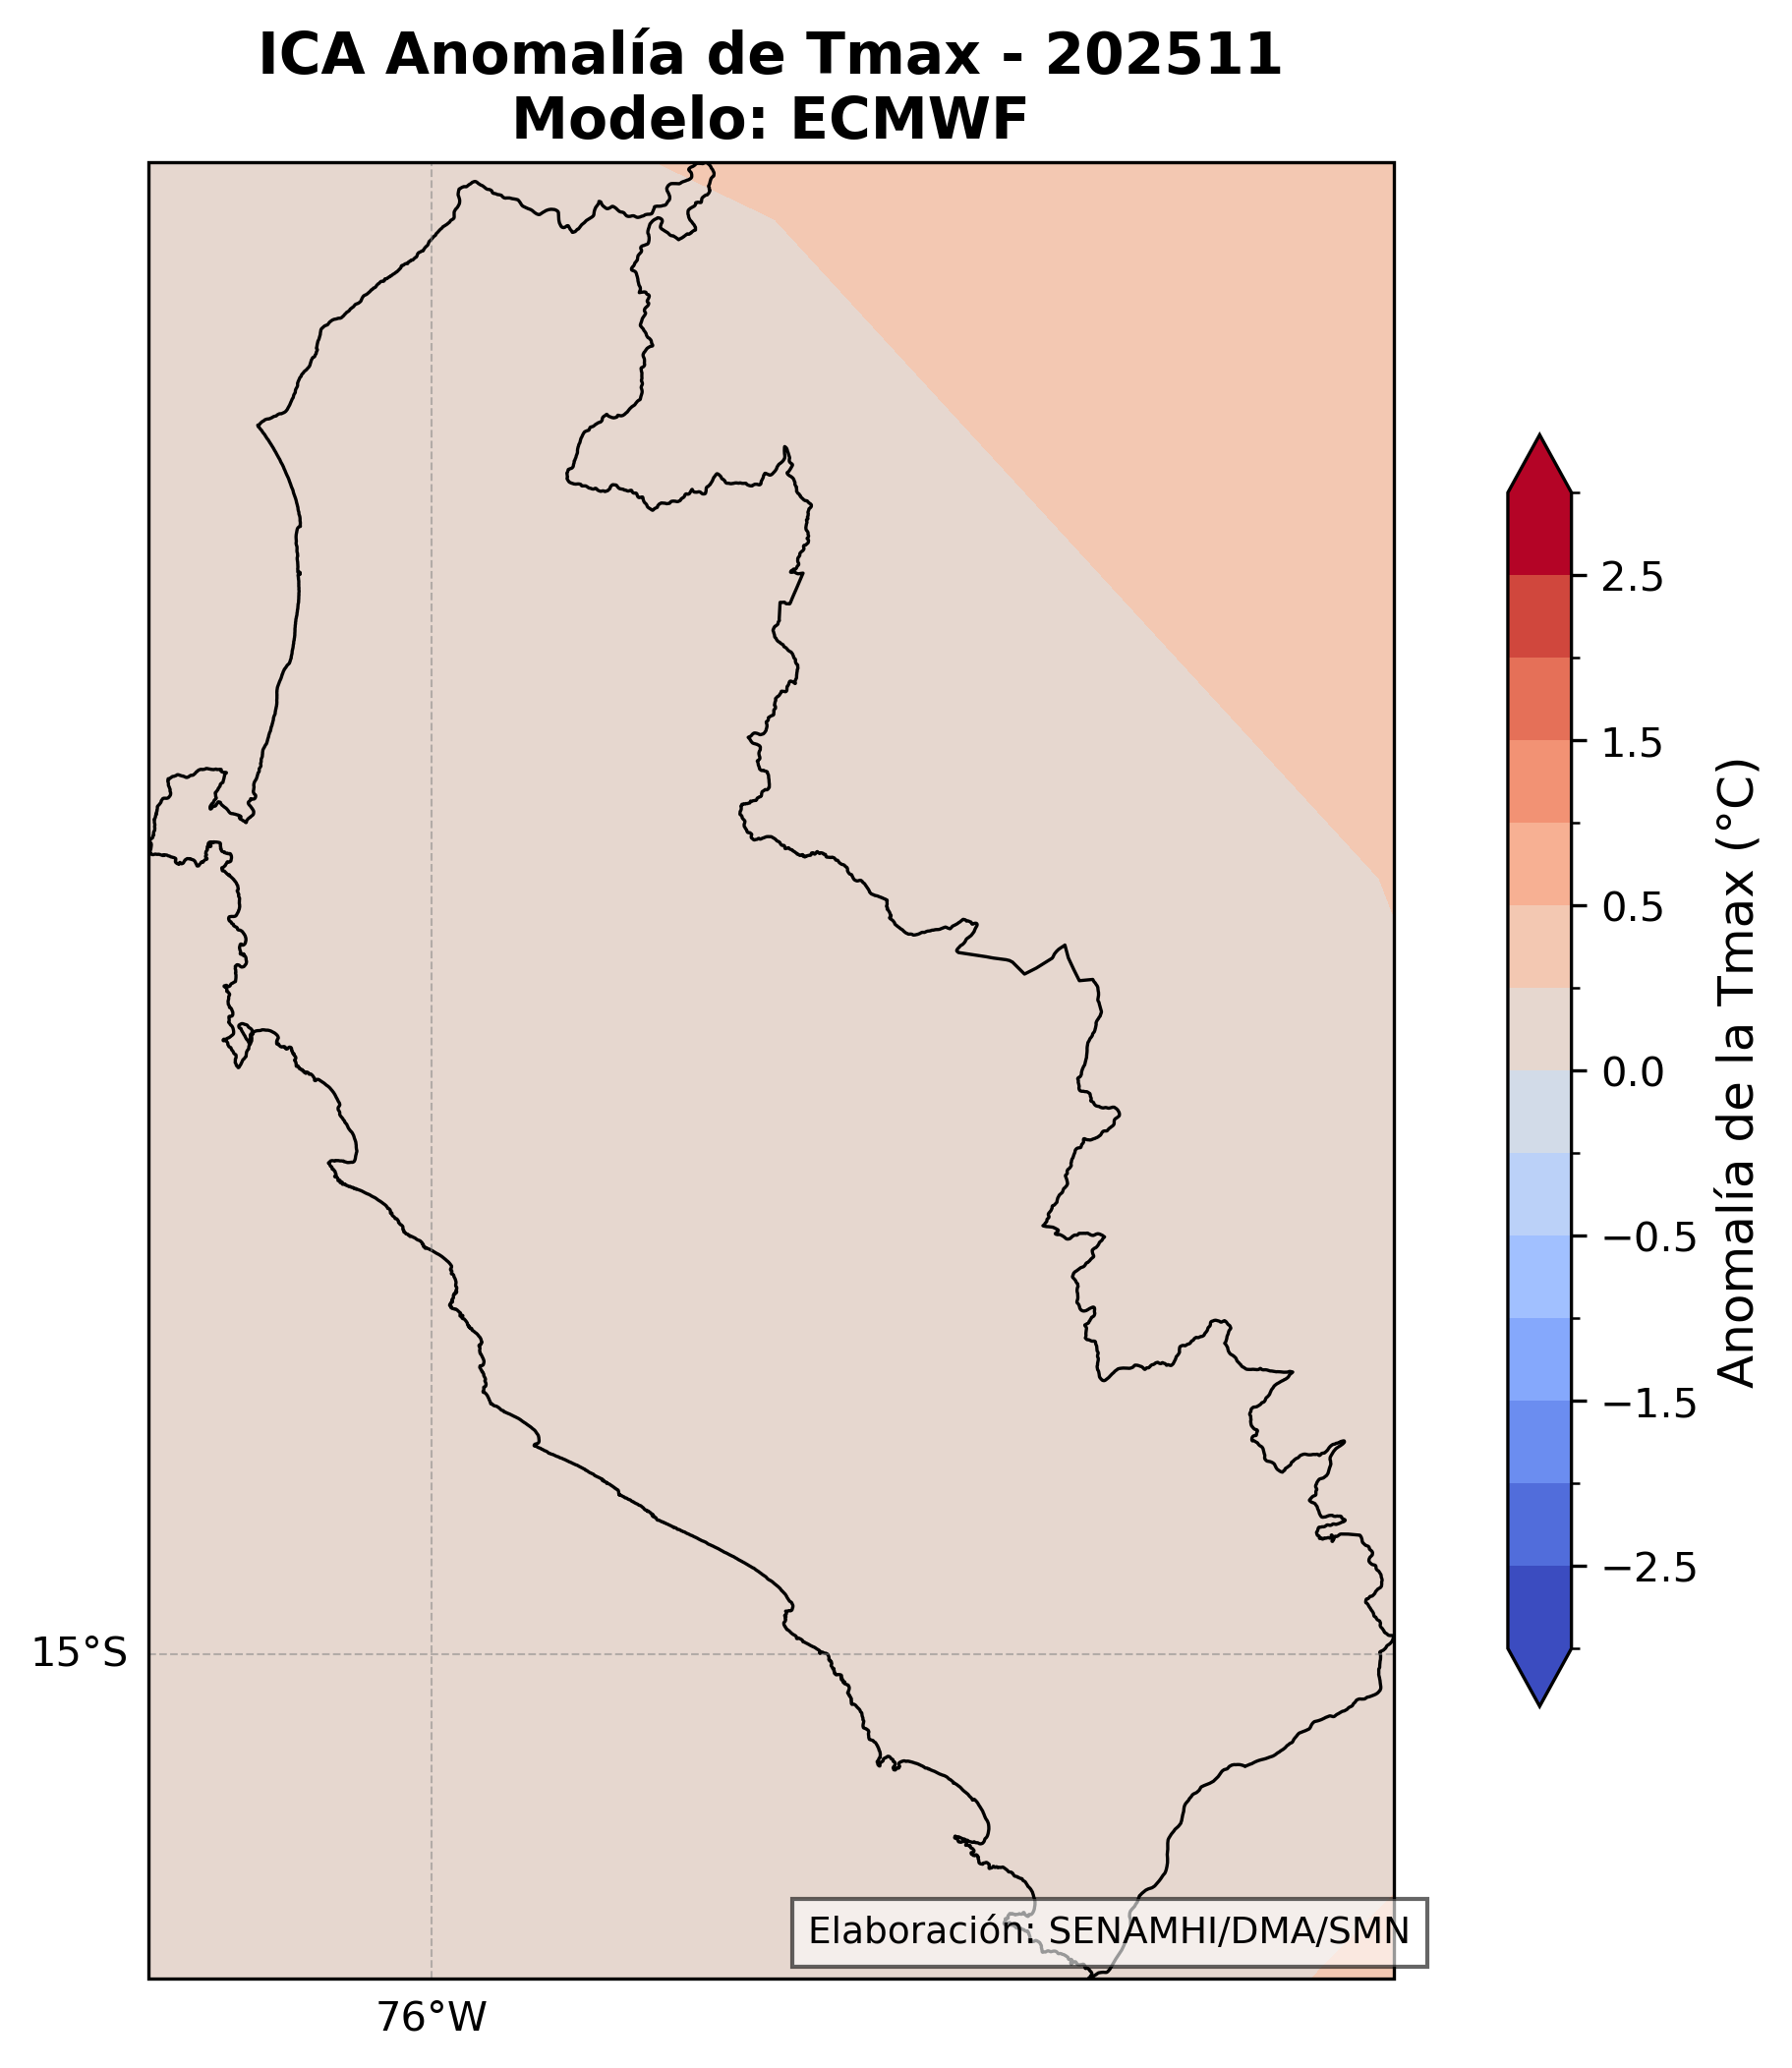 ICA Anomalía de Tmax - 202511
Modelo: ECMWF
2.5
1.5
0.5
0.0
−0.5
−1.5
−2.5
Anomalía de la Tmax (°C)
15°S
76°W
Elaboración: SENAMHI/DMA/SMN